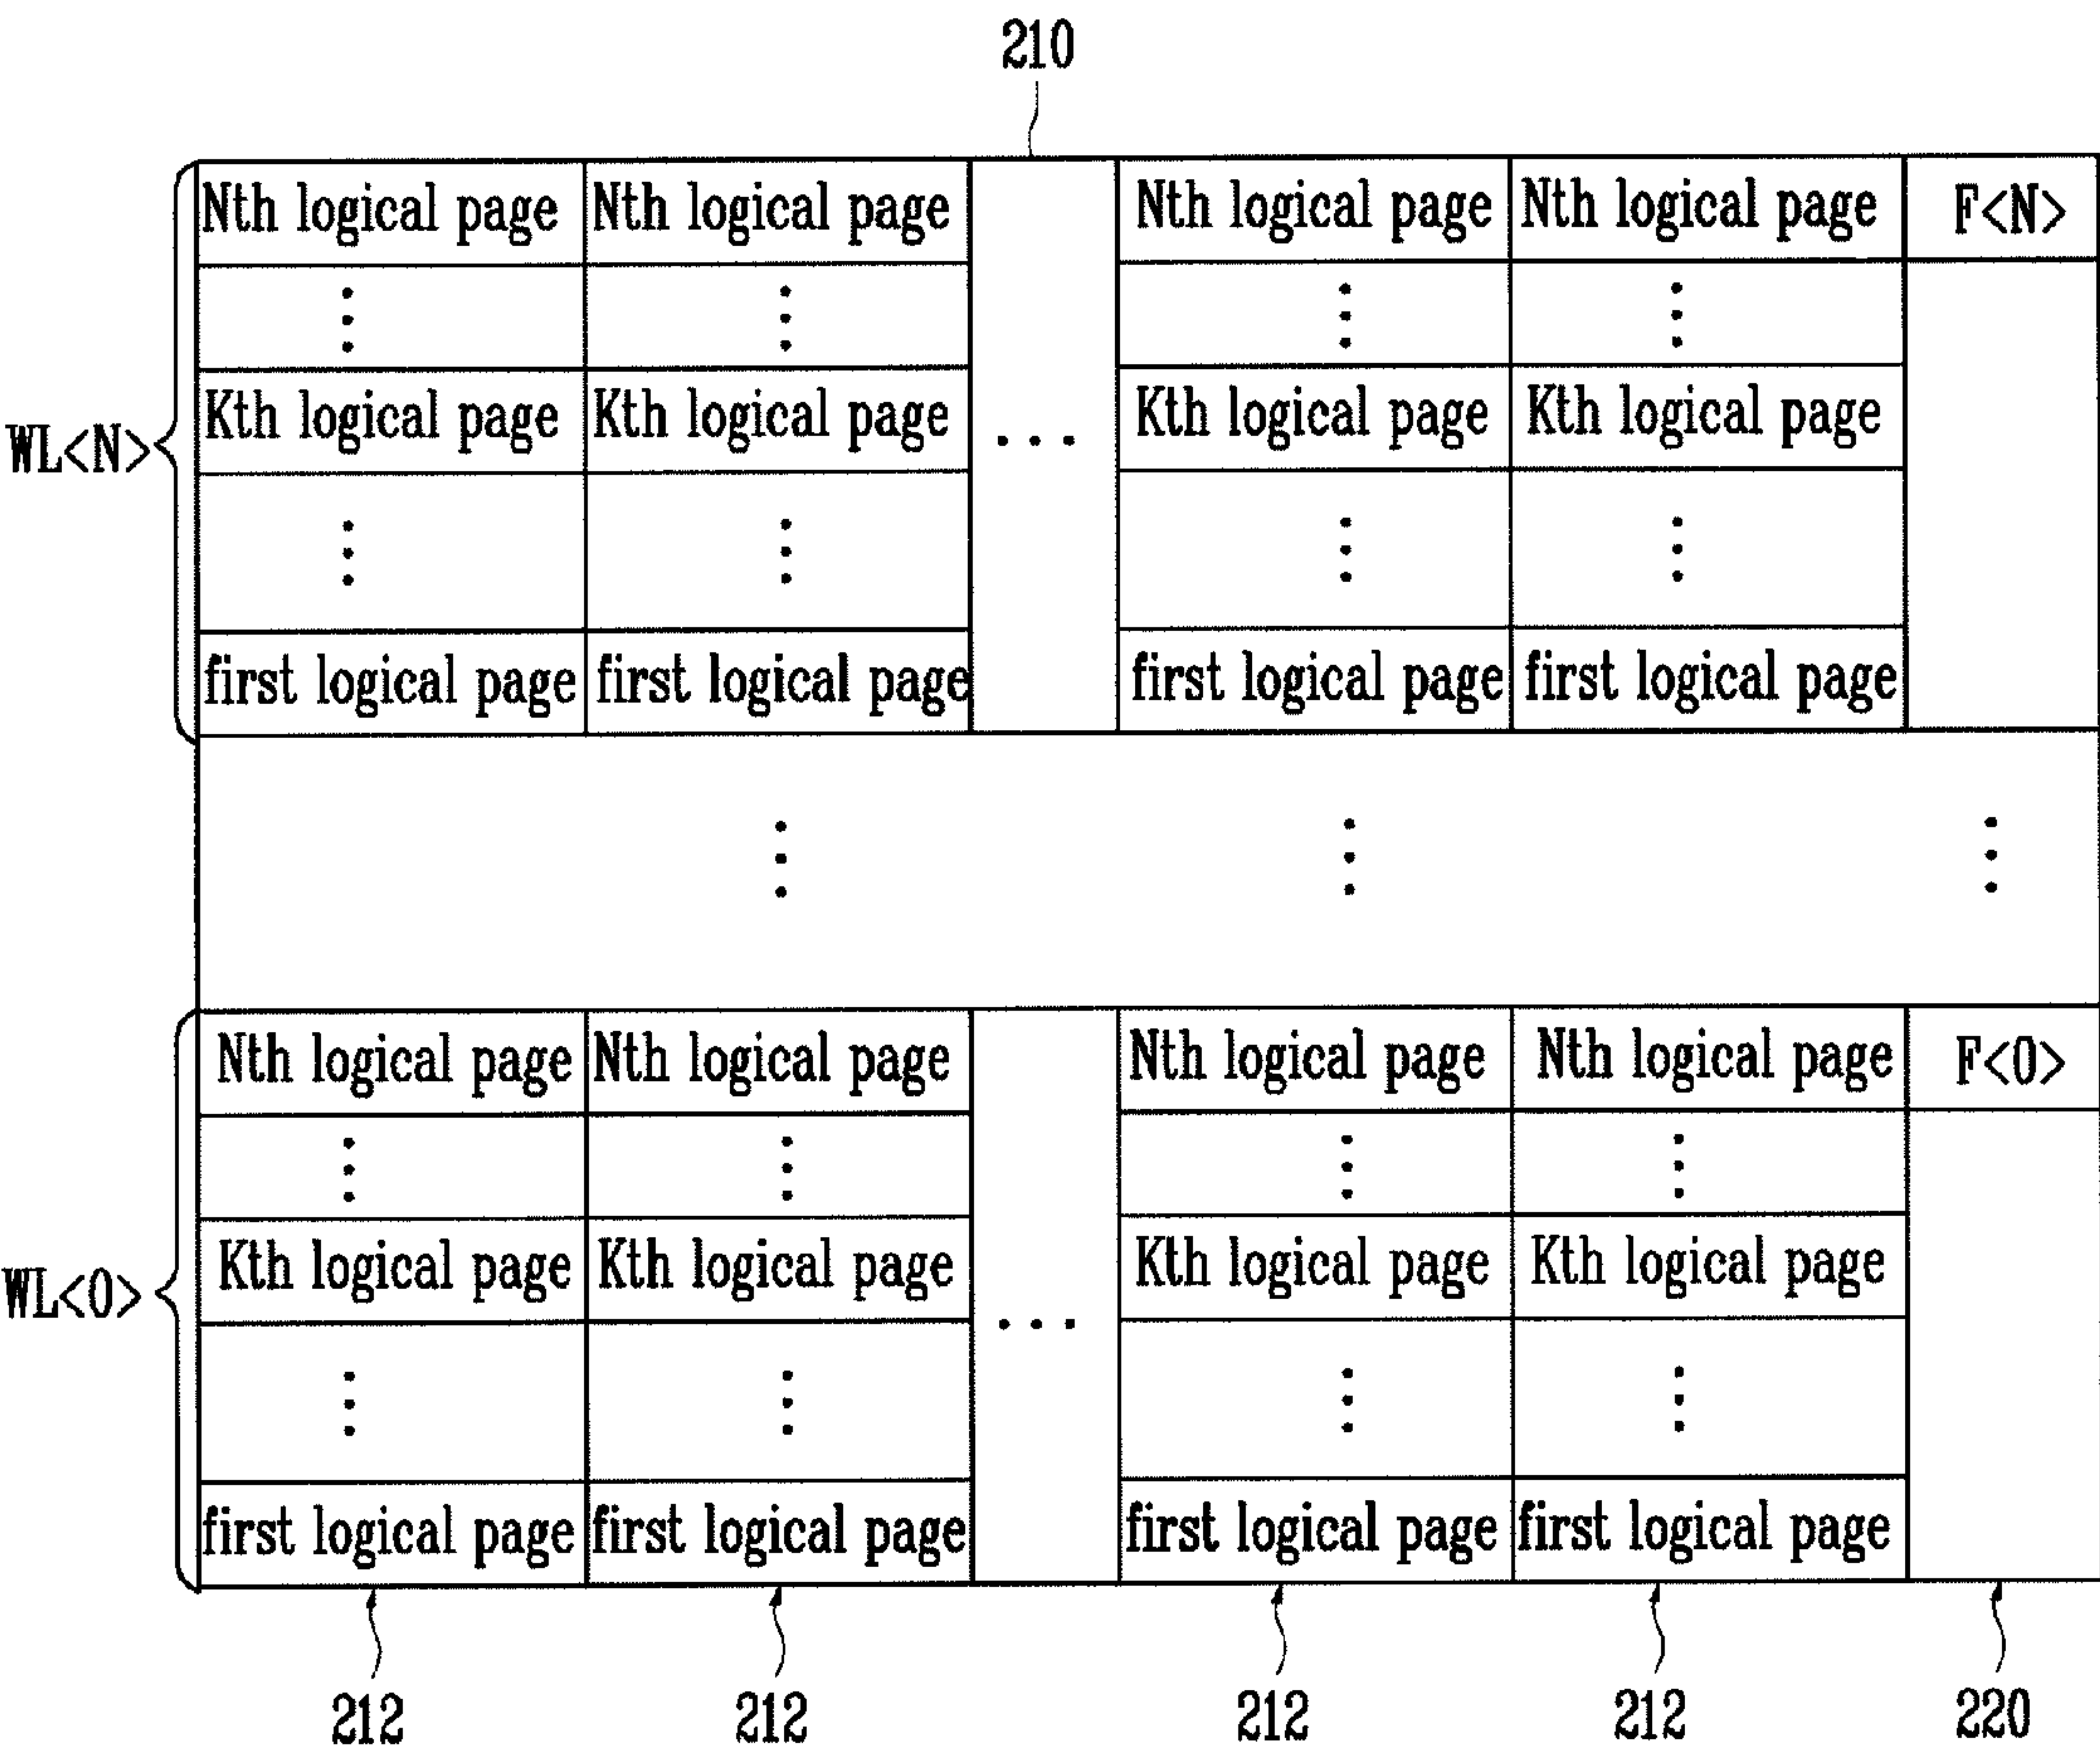 210
Nth logical page Nth logical page Nth logical page Nth logical page F<N>
WL<N>
Kth logical page Kth logical page ... Kth logical page Kth logical page
first logical page first logical page first logical page first logical page
Nth logical page Nth logical page Nth logical page Nth logical page F<0>
WL<0>
Kth logical page Kth logical page ... Kth logical page Kth logical page
first logical page first logical page first logical page first logical page
212 212 212 212 220